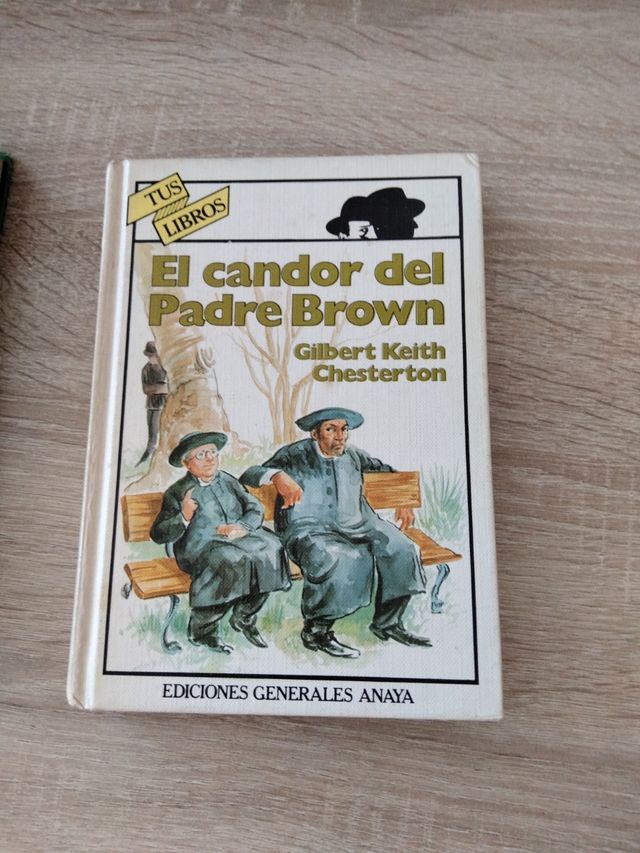 TUS
LIBROS
El candor del
Padre Brown
Gilbert Keith
Chesterton
EDICIONES GENERALES ANAYA